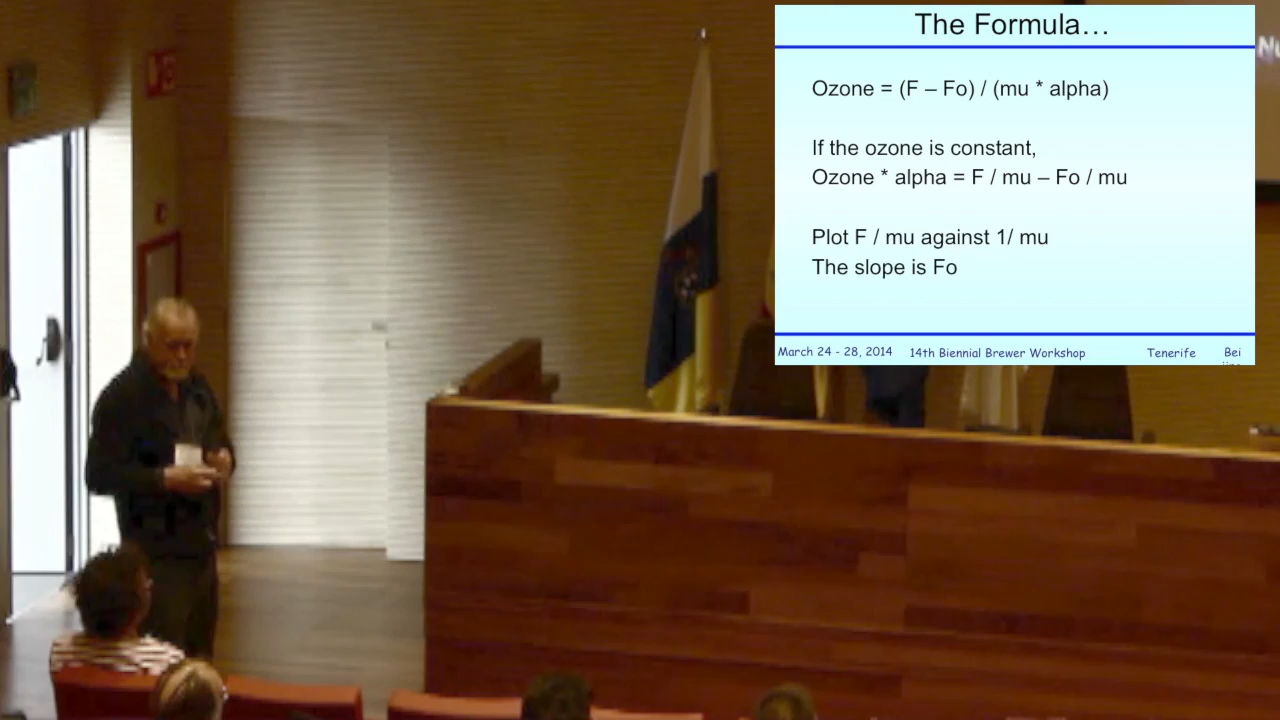 The Formula…
Ozone = (F – Fo) / (mu * alpha)
If the ozone is constant,
Ozone * alpha = F / mu – Fo / mu
Plot F / mu against 1/ mu
The slope is Fo
March 24 - 28, 2014 14th Biennial Brewer Workshop Tenerife Bei